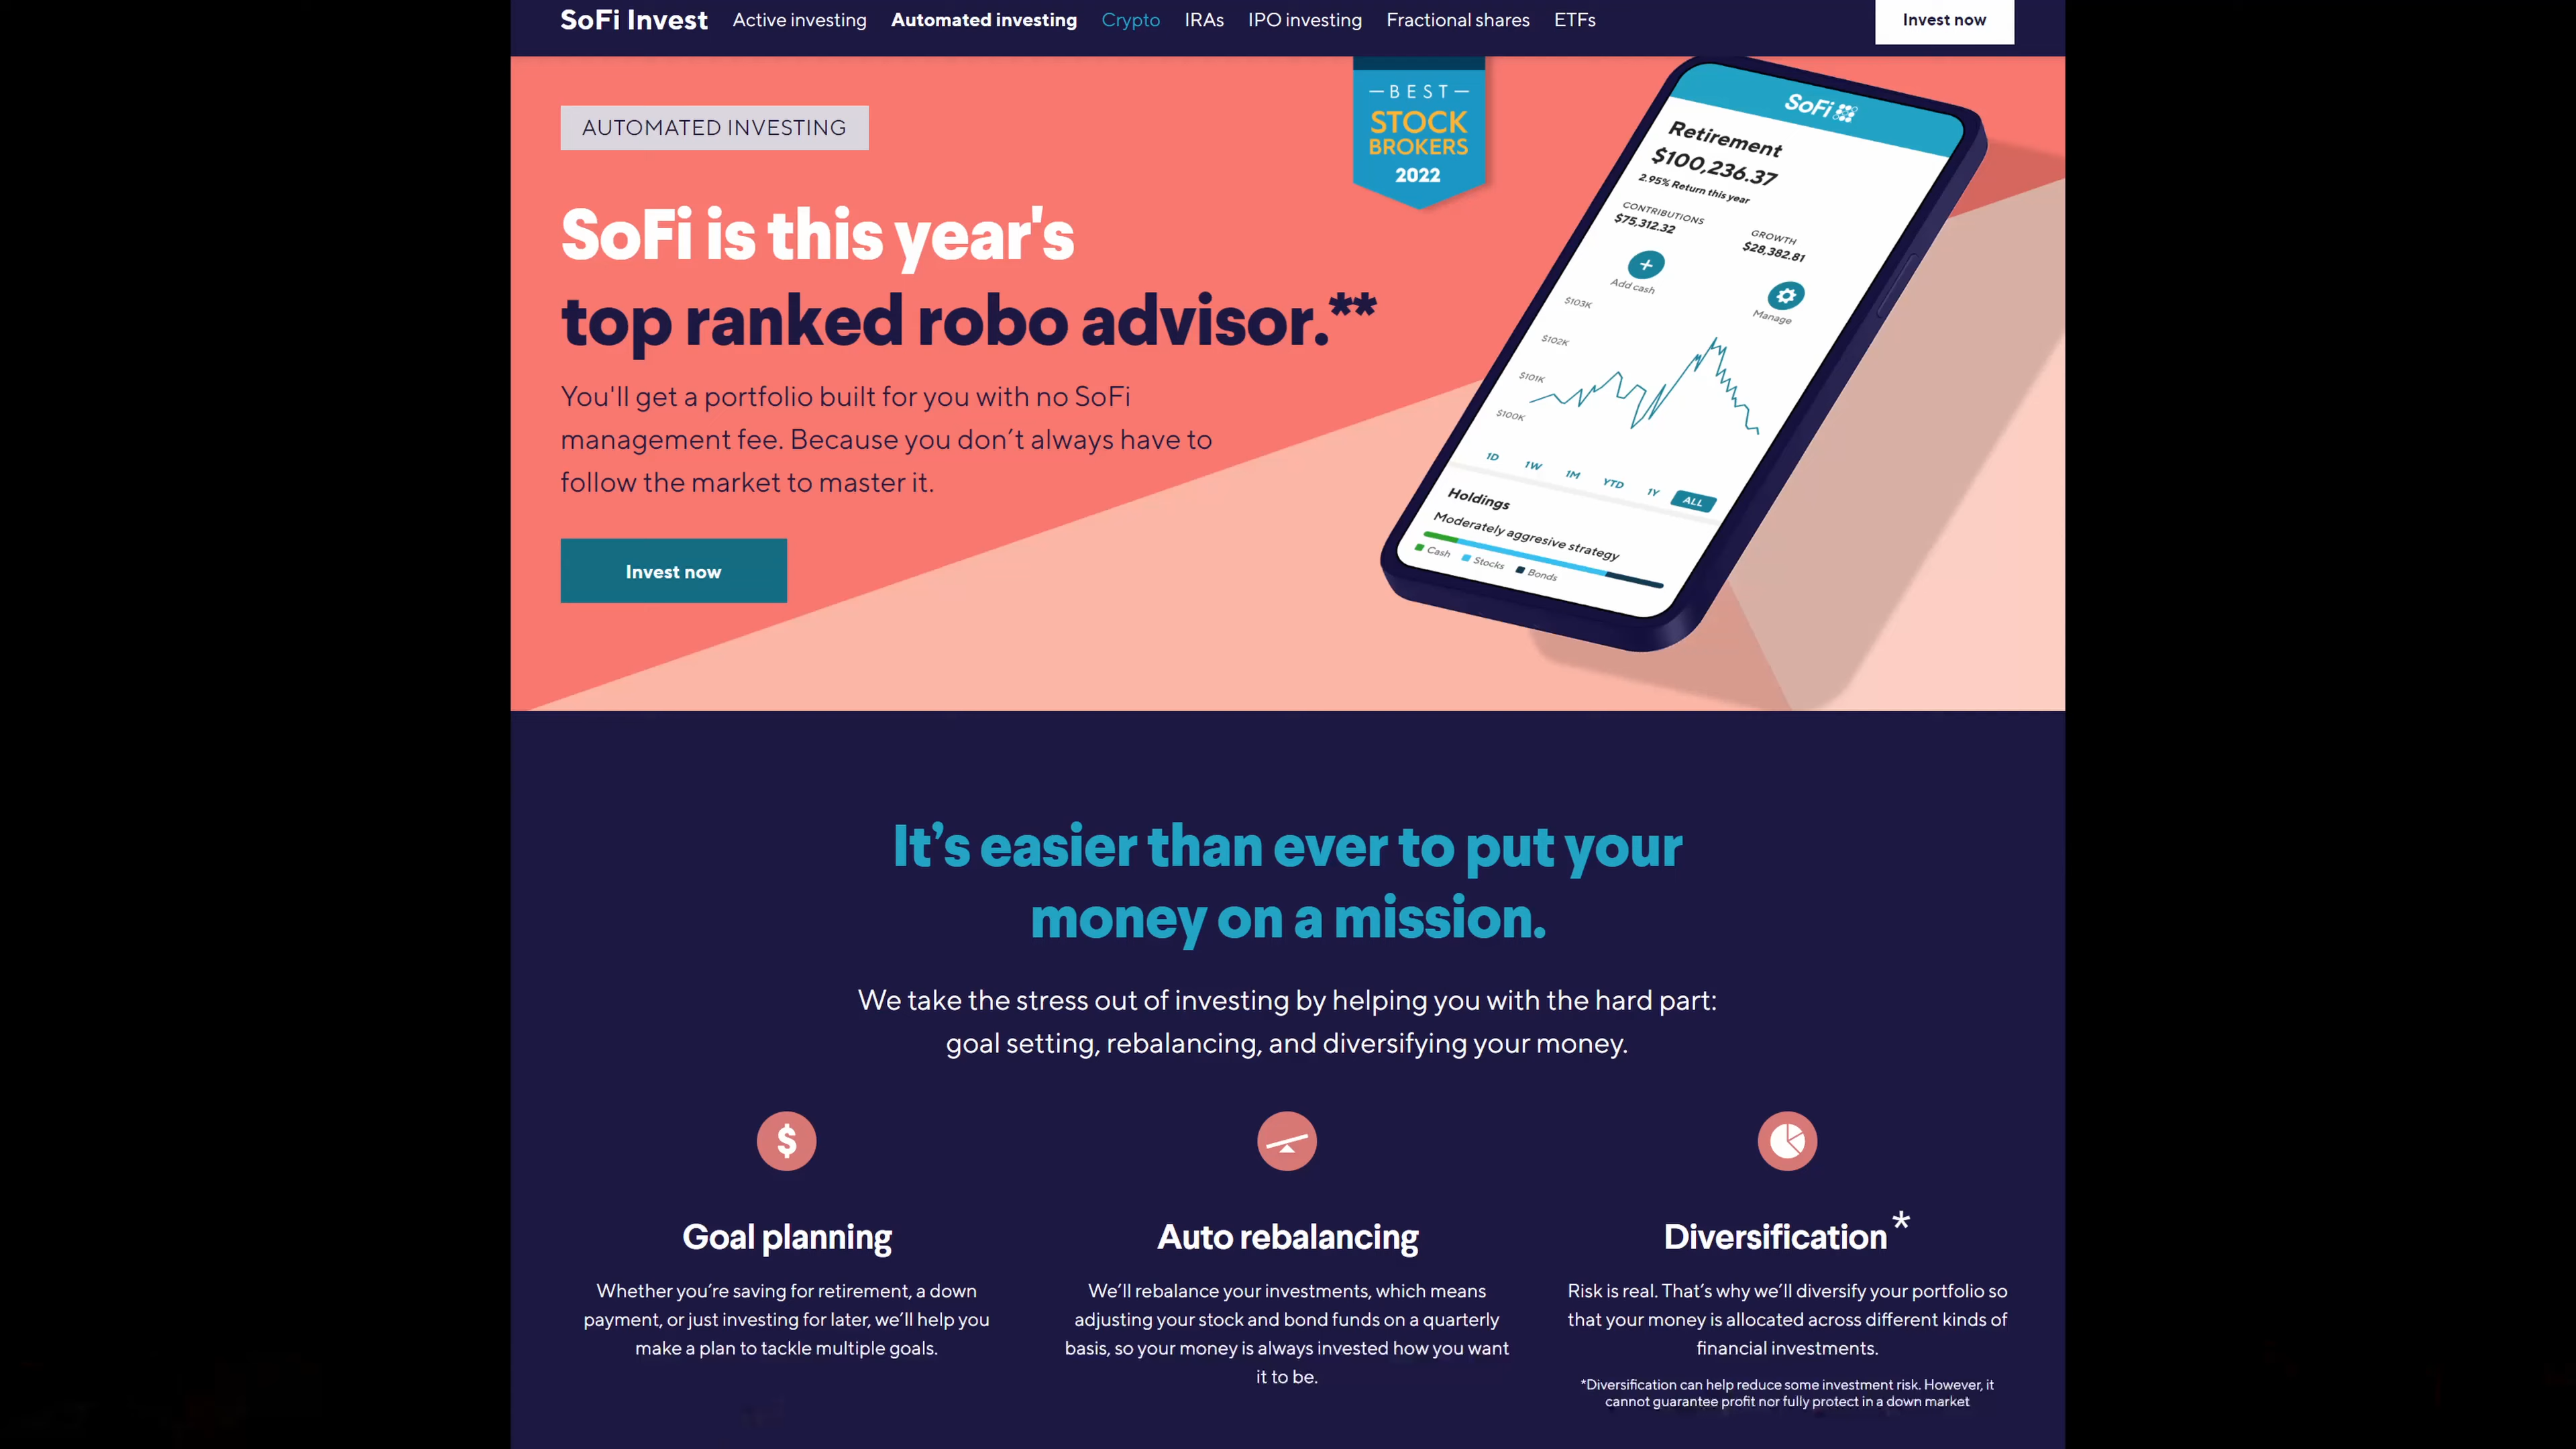 SoFi Invest Active investing Automated investing Crypto IRAs IPO investing Fractional shares ETFs Invest now
AUTOMATED INVESTING
SoFi is this year's
top ranked robo advisor.**
You'll get a portfolio built for you with no SoFi
management fee. Because you don’t always have to
follow the market to master it.
Invest now
BEST
STOCK
BROKERS
2022
SoFi
Retirement
$100,236.37
2.95% Return this year
CONTRIBUTIONS
$75,312.32
GROWTH
$28,382.81
Add cash
Manage
$103K
$102K
$101K
$100K
1D 1W 1M YTD 1Y ALL
Holdings
Moderately aggresive strategy
Cash Stocks Bonds
It’s easier than ever to put your
money on a mission.
We take the stress out of investing by helping you with the hard part:
goal setting, rebalancing, and diversifying your money.
Goal planning
Whether you’re saving for retirement, a down
payment, or just investing for later, we’ll help you
make a plan to tackle multiple goals.
Auto rebalancing
We’ll rebalance your investments, which means
adjusting your stock and bond funds on a quarterly
basis, so your money is always invested how you want
it to be.
Diversification*
Risk is real. That’s why we’ll diversify your portfolio so
that your money is allocated across different kinds of
financial investments.
*Diversification can help reduce some investment risk. However, it
cannot guarantee profit nor fully protect in a down market